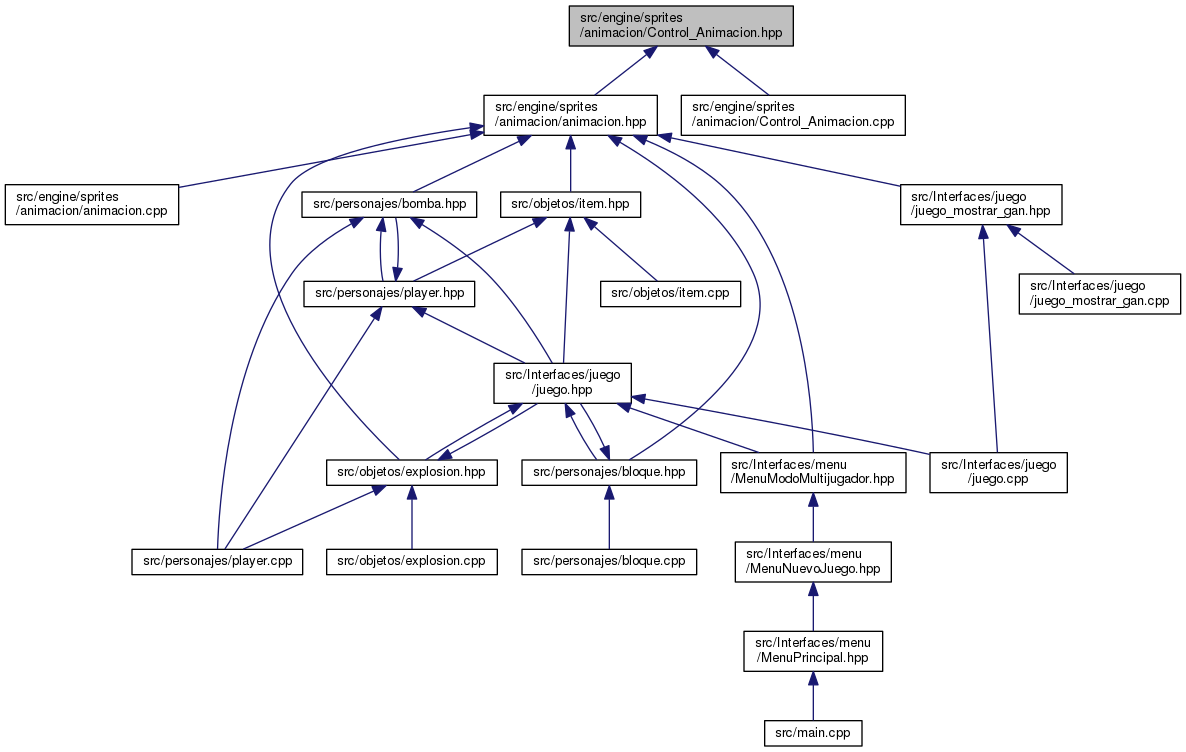 src/engine/sprites
/animacion/Control_Animacion.hpp
src/engine/sprites
/animacion/animacion.hpp
src/engine/sprites
/animacion/Control_Animacion.cpp
src/engine/sprites
/animacion/animacion.cpp
src/personajes/bomba.hpp
src/objetos/item.hpp
src/Interfaces/juego
/juego_mostrar_gan.hpp
src/personajes/player.hpp
src/objetos/item.cpp
src/Interfaces/juego
/juego_mostrar_gan.cpp
src/Interfaces/juego
/juego.hpp
src/objetos/explosion.hpp
src/personajes/bloque.hpp
src/Interfaces/menu
/MenuModoMultijugador.hpp
src/Interfaces/juego
/juego.cpp
src/personajes/player.cpp
src/objetos/explosion.cpp
src/personajes/bloque.cpp
src/Interfaces/menu
/MenuNuevoJuego.hpp
src/Interfaces/menu
/MenuPrincipal.hpp
src/main.cpp